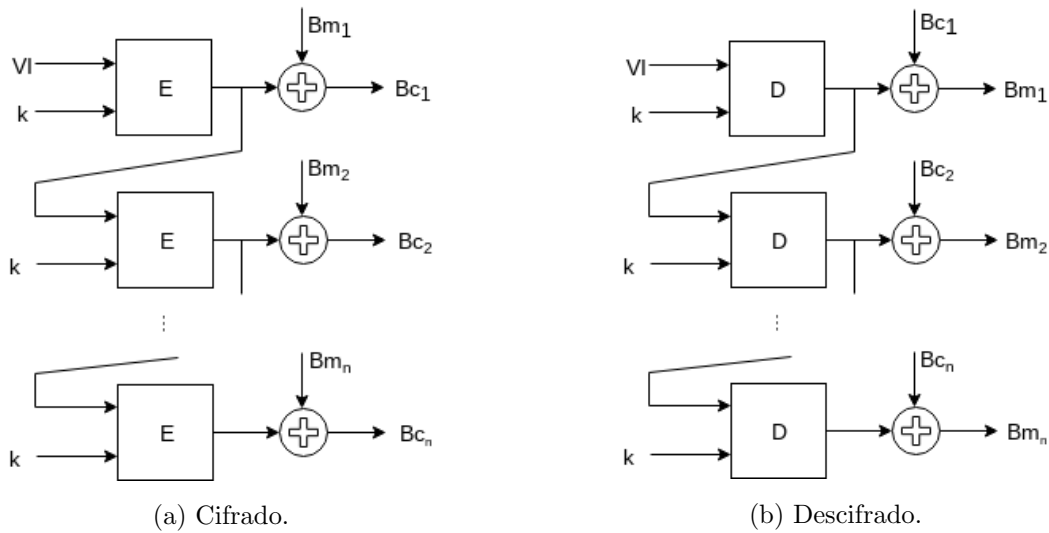 Bm1
VI
E
Bc1
k
Bm2
E
Bc2
k
⋮
Bmn
E
Bcn
k
(a) Cifrado.
Bc1
VI
D
Bm1
k
Bc2
D
Bm2
k
⋮
Bcn
D
Bmn
k
(b) Descifrado.